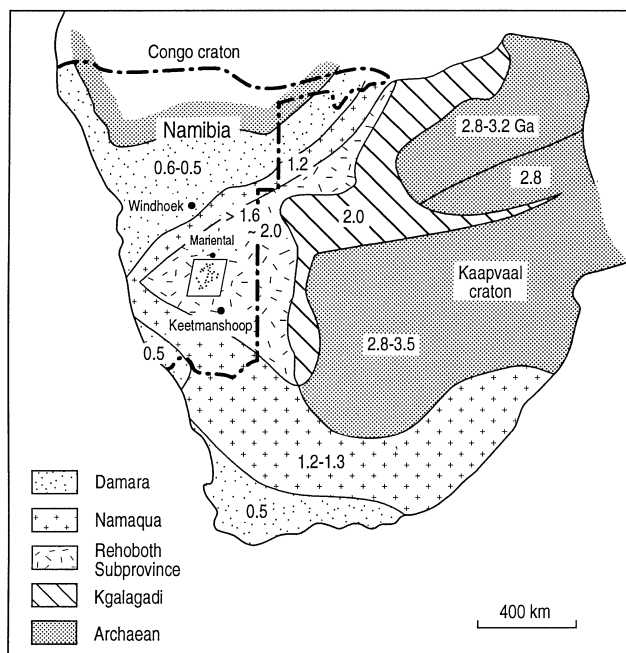 Congo craton
Namibia
2.8-3.2 Ga
0.6-0.5
1.2
2.8
Windhoek
> 1.6
~ 2.0
2.0
Mariental
Kaapvaal
craton
Keetmanshoop
0.5
2.8-3.5
1.2-1.3
0.5
Damara
Namaqua
Rehoboth
Subprovince
Kgalagadi
Archaean
400 km